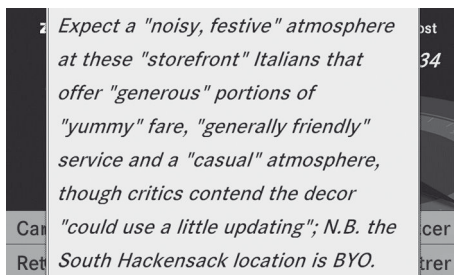 Expect a "noisy, festive" atmosphere
at these "storefront" Italians that
offer "generous" portions of
"yummy" fare, "generally friendly"
service and a "casual" atmosphere,
though critics contend the decor
"could use a little updating"; N.B. the
South Hackensack location is BYO.
34